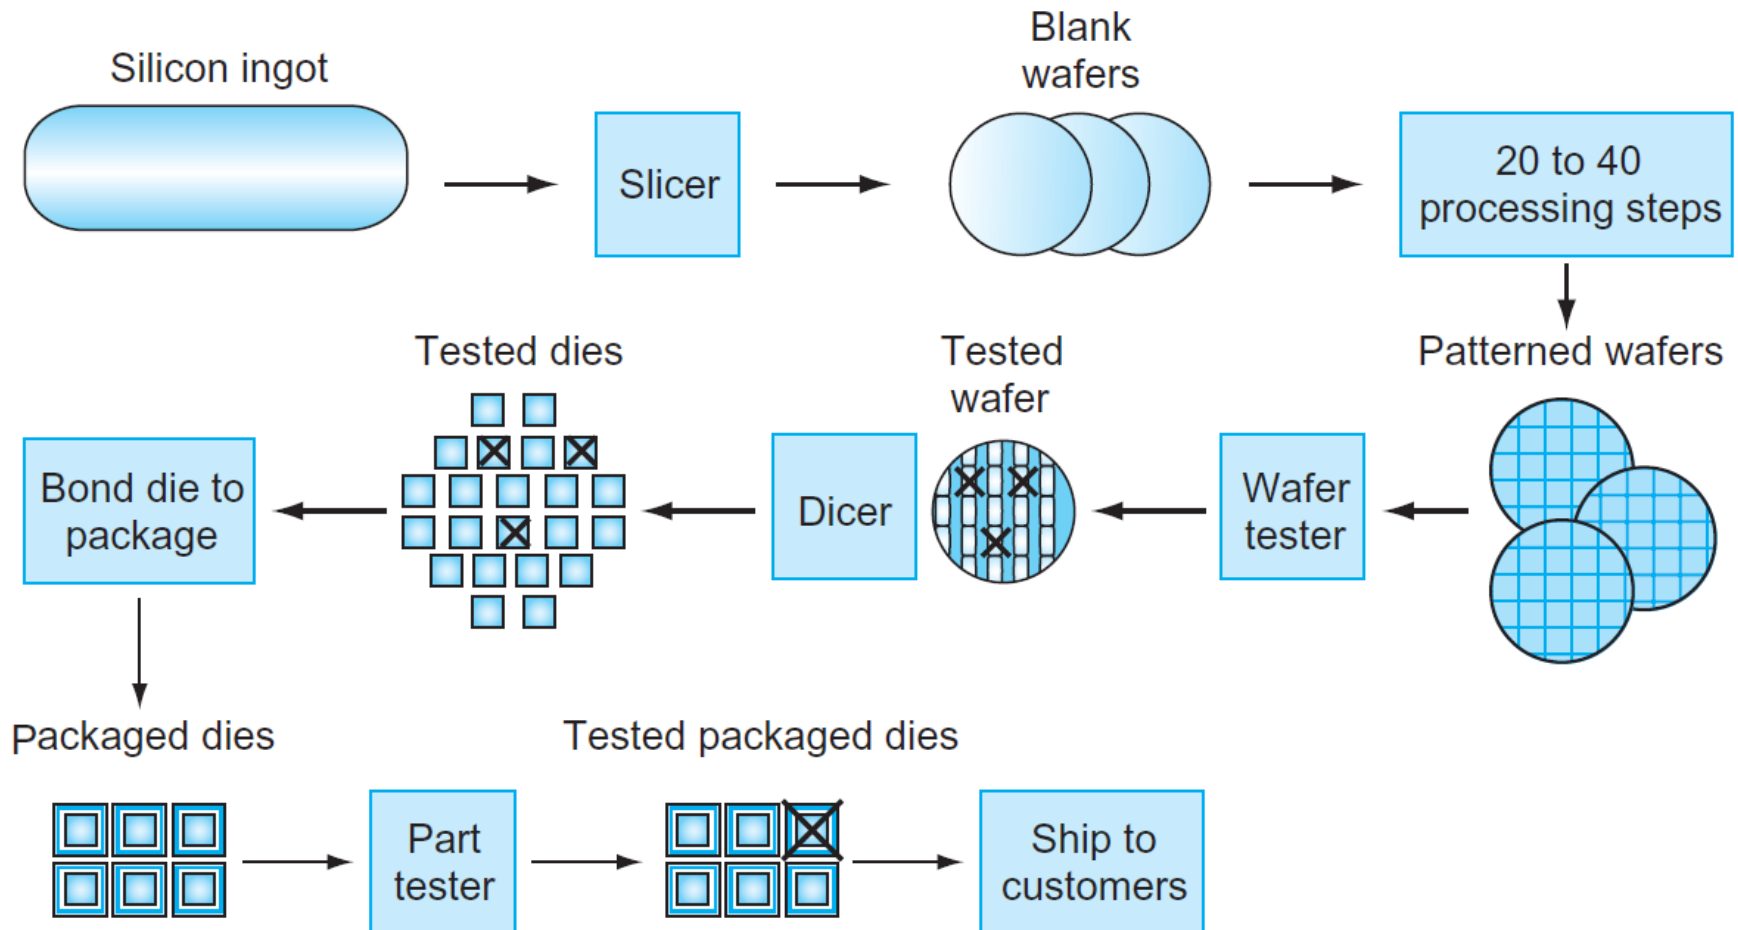 Silicon ingot
Slicer
Blank
wafers
20 to 40
processing steps
Patterned wafers
Wafer
tester
Tested
wafer
Dicer
Tested dies
Bond die to
package
Packaged dies
Part
tester
Tested packaged dies
Ship to
customers